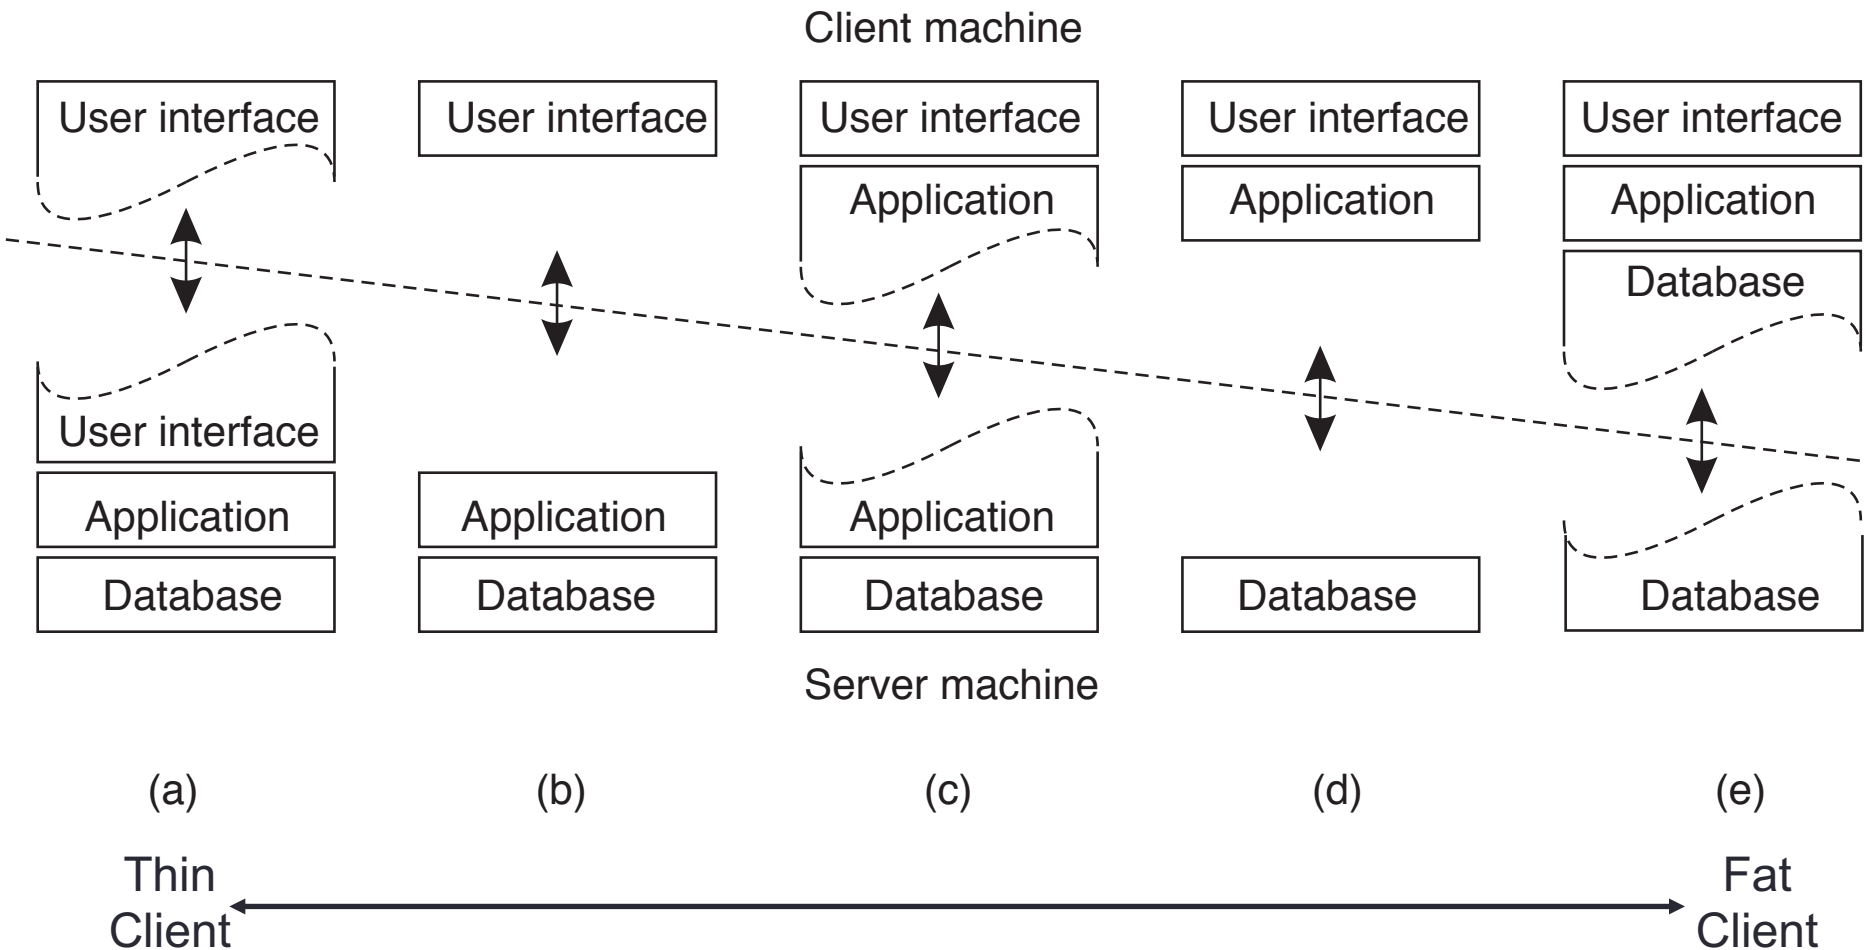 Client machine
User interface User interface User interface User interface User interface
Application Application Application
Database
User interface
Application Application Application
Database Database Database Database Database
Server machine
(a) (b) (c) (d) (e)
Thin Fat
Client Client